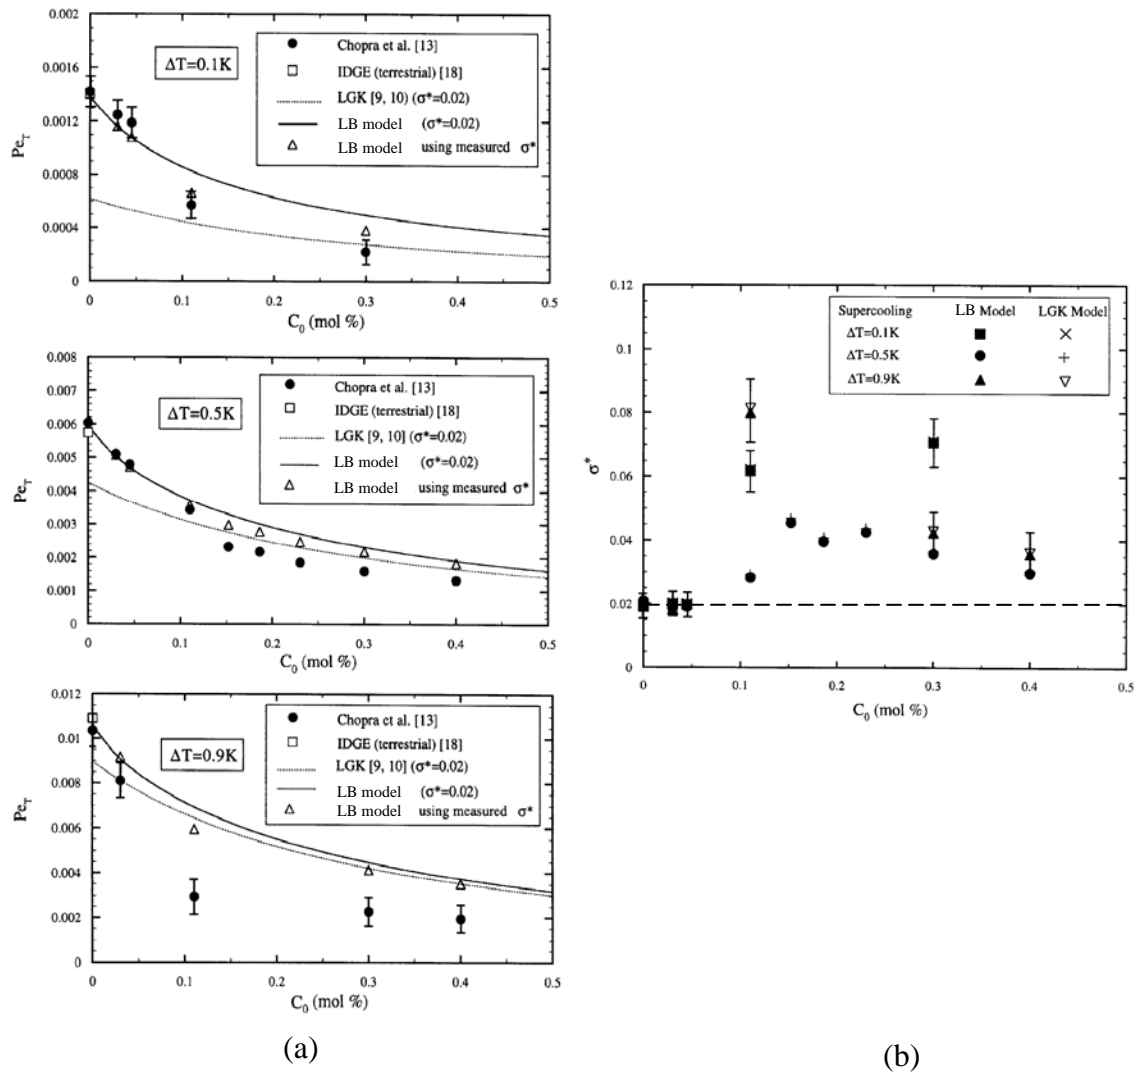 0.002
0.0016
0.0012
0.0008
0.0004
0
Pe_T
ΔT=0.1K
Chopra et al. [13]
IDGE (terrestrial) [18]
LGK [9, 10) (σ*=0.02)
LB model (σ*=0.02)
LB model using measured σ*
0 0.1 0.2 0.3 0.4 0.5
C_0 (mol %)
0.008
0.007
0.006
0.005
0.004
0.003
0.002
0.001
0
Pe_T
ΔT=0.5K
Chopra et al. [13]
IDGE (terrestrial) [18]
LGK [9, 10] (σ*=0.02)
LB model (σ*=0.02)
LB model using measured σ*
0 0.1 0.2 0.3 0.4 0.5
C_0 (mol %)
0.012
0.01
0.008
0.006
0.004
0.002
0
Pe_T
ΔT=0.9K
Chopra et al. [13]
IDGE (terrestrial) [18]
LGK [9, 10] (σ*=0.02)
LB model (σ*=0.02)
LB model using measured σ*
0 0.1 0.2 0.3 0.4 0.5
C_0 (mol %)
(a)
0.12
0.1
0.08
0.06
0.04
0.02
0
σ*
Supercooling LB Model LGK Model
ΔT=0.1K
ΔT=0.5K
ΔT=0.9K
0 0.1 0.2 0.3 0.4 0.5
C_0 (mol %)
(b)